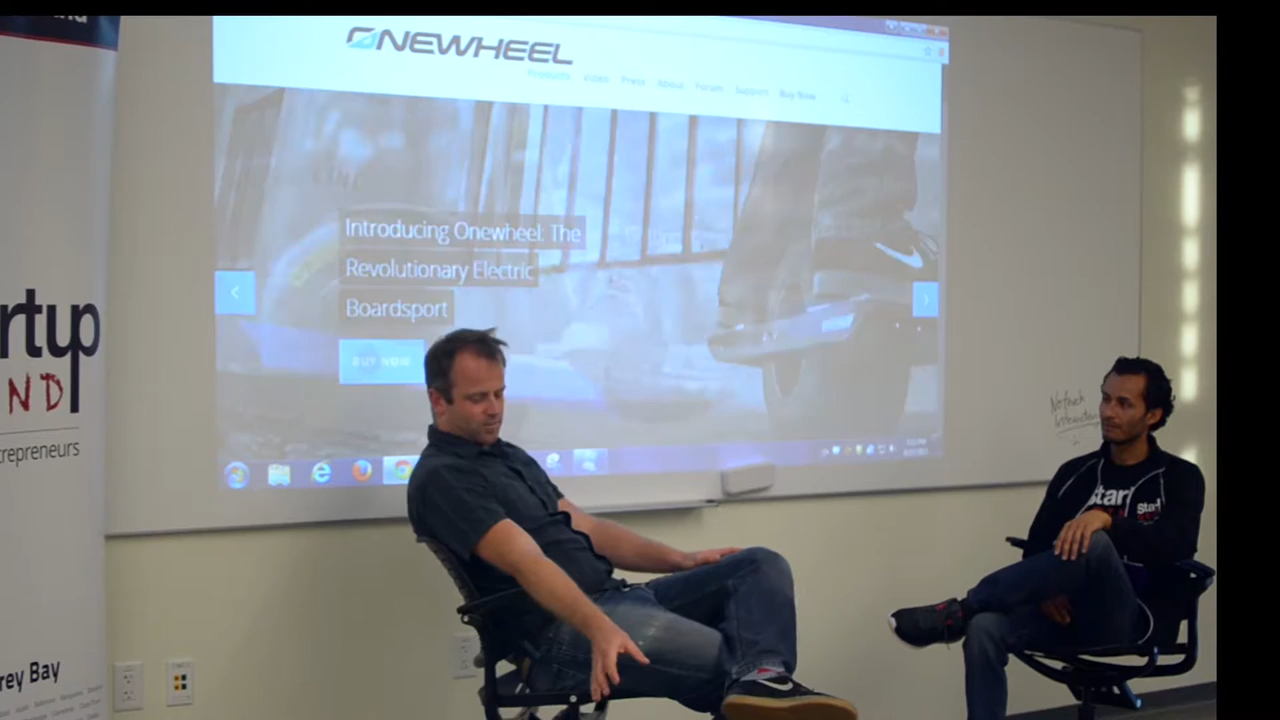 ONEWHEEL
Products Video Press About Forum Support Buy Now
Introducing Onewheel: The
Revolutionary Electric
Boardsport
BUY NOW
rtup
ND
trepreneurs
rey Bay
start